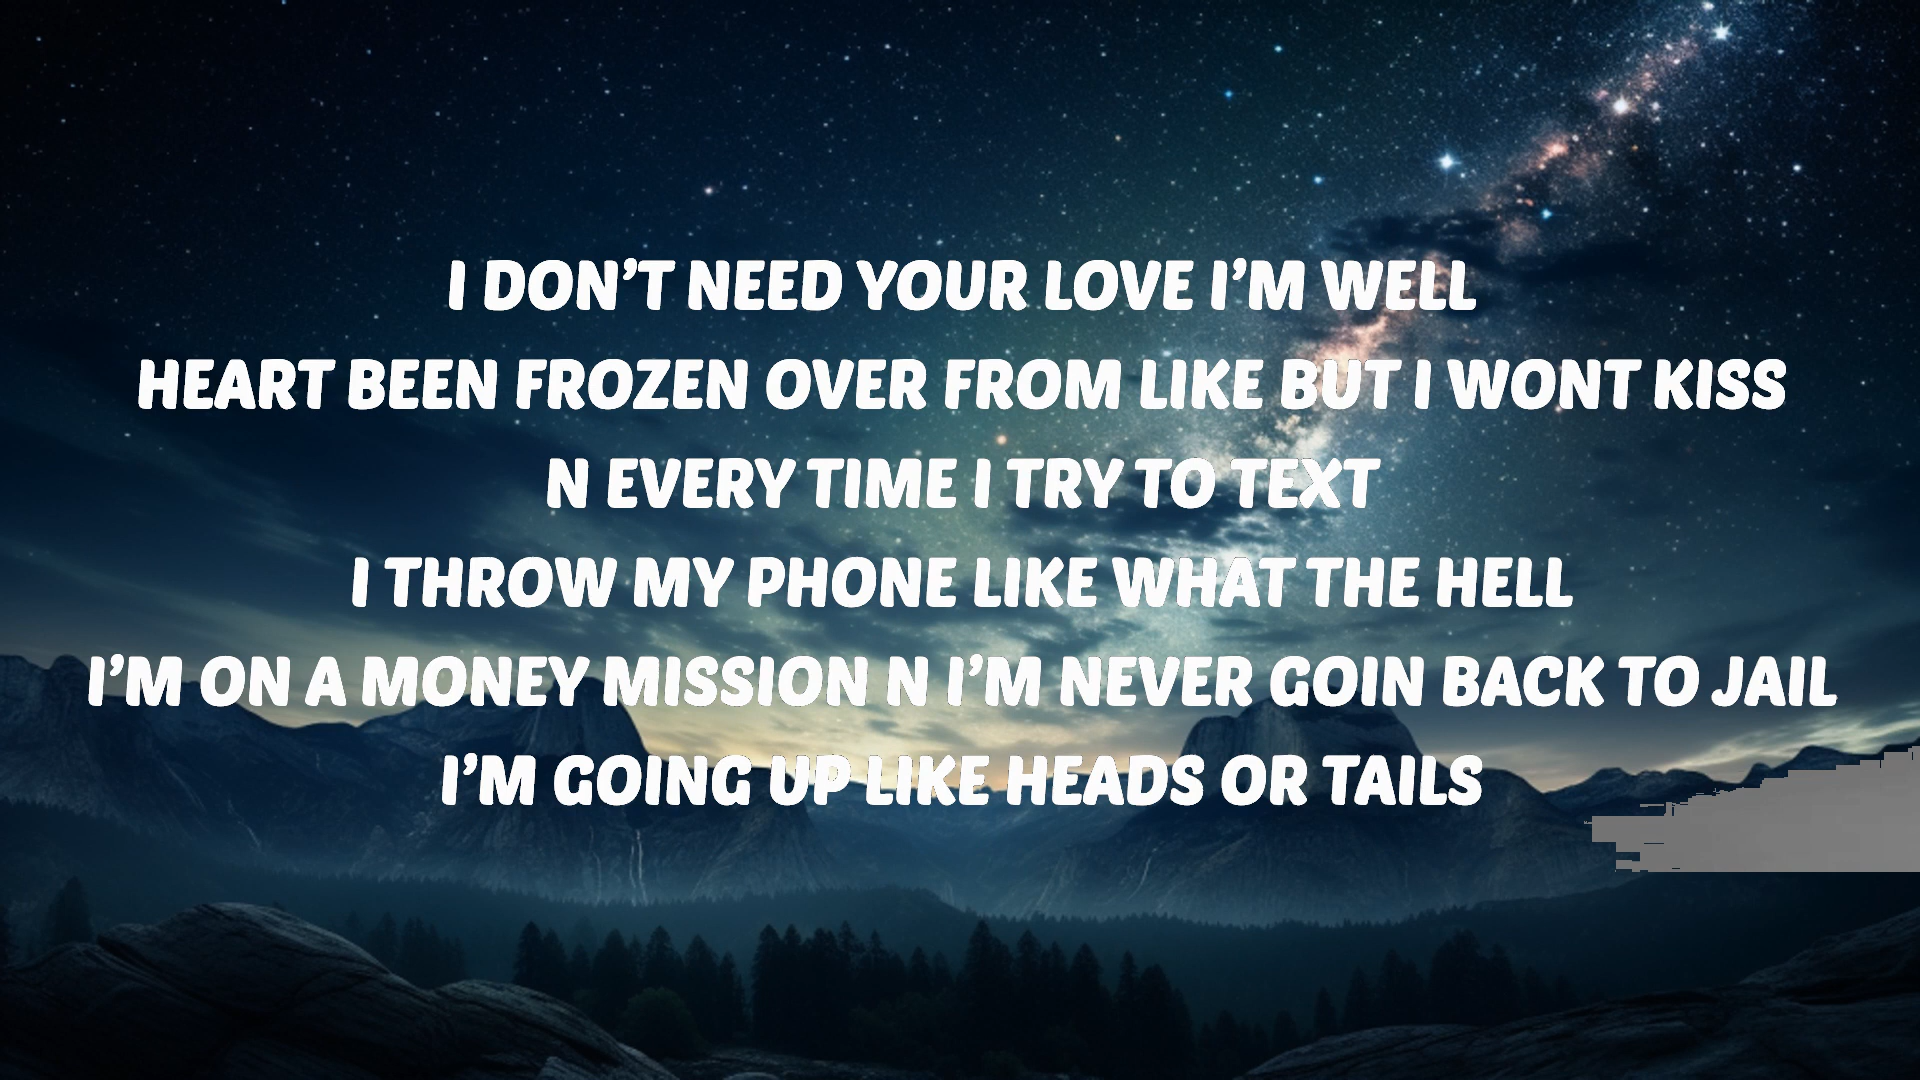 I DON’T NEED YOUR LOVE I’M WELL
HEART BEEN FROZEN OVER FROM LIKE BUT I WONT KISS
N EVERY TIME I TRY TO TEXT
I THROW MY PHONE LIKE WHAT THE HELL
I’M ON A MONEY MISSION N I’M NEVER GOIN BACK TO JAIL
I’M GOING UP LIKE HEADS OR TAILS